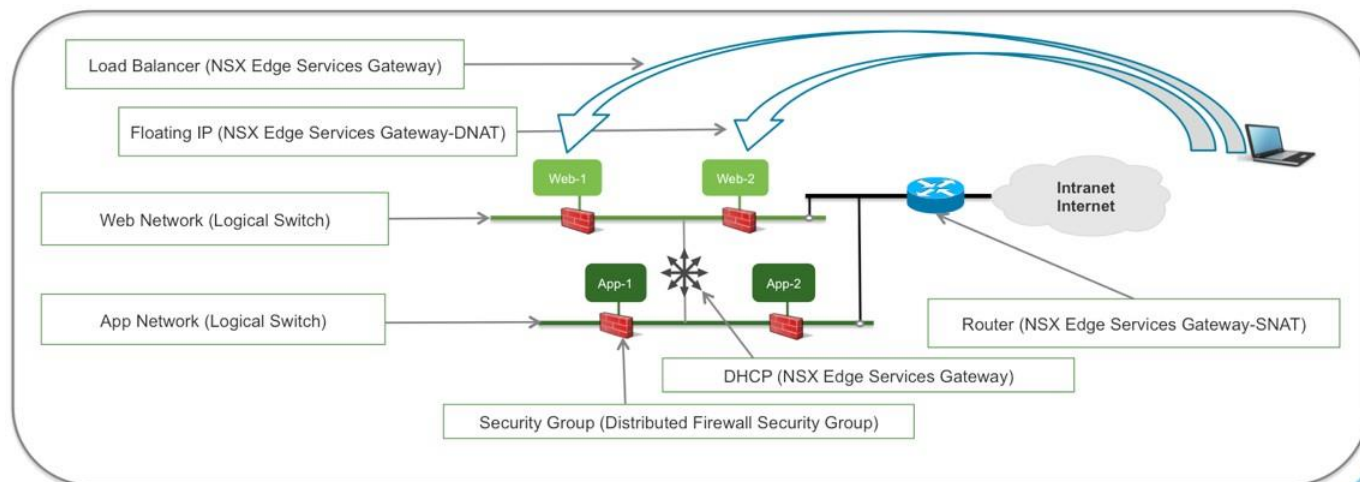 Load Balancer (NSX Edge Services Gateway)
Floating IP (NSX Edge Services Gateway-DNAT)
Web-1
Web-2
Intranet
Internet
Web Network (Logical Switch)
App-1
App-2
App Network (Logical Switch)
Router (NSX Edge Services Gateway-SNAT)
DHCP (NSX Edge Services Gateway)
Security Group (Distributed Firewall Security Group)